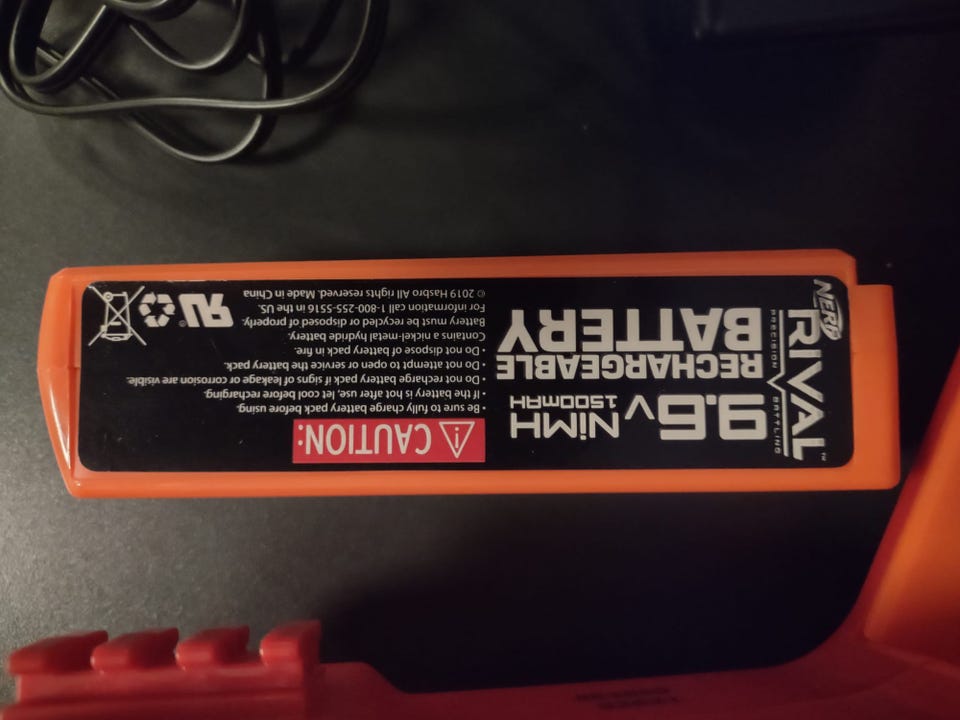 NERF
RIVAL
PRECISION BATTLING
9.6V NiMH
1500mAH
RECHARGEABLE
BATTERY
CAUTION:
• Be sure to fully charge battery pack before using.
• If the battery is hot after use, let cool before recharging.
• Do not recharge battery pack if signs of leakage or corrosion are visible.
• Do not attempt to open or service the battery pack.
• Do not dispose of battery pack in fire.
Contains a nickel-metal hydride battery.
Battery must be recycled or disposed of properly.
For information call 1-800-255-5516 in the US.
© 2019 Hasbro All rights reserved. Made in China